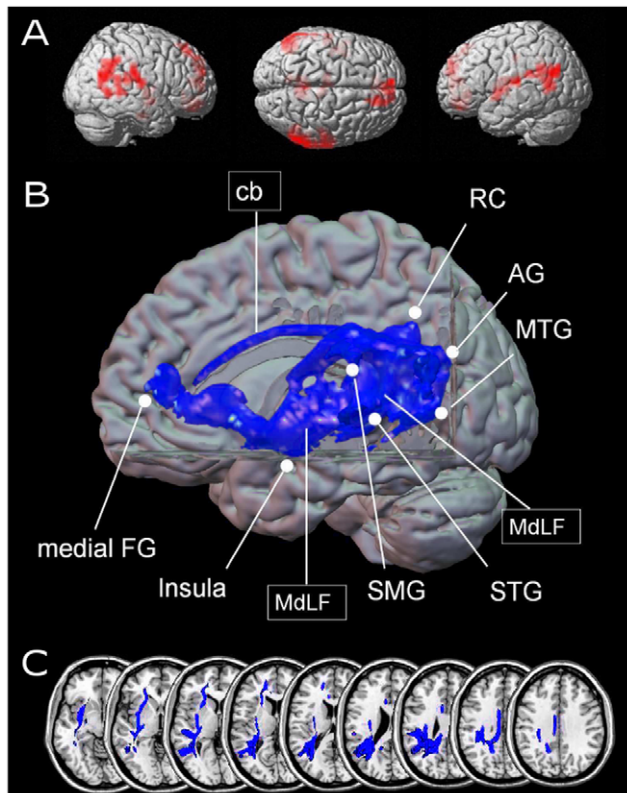 A
B
cb
RC
AG
MTG
medial FG
Insula
MdLF
SMG
STG
MdLF
C